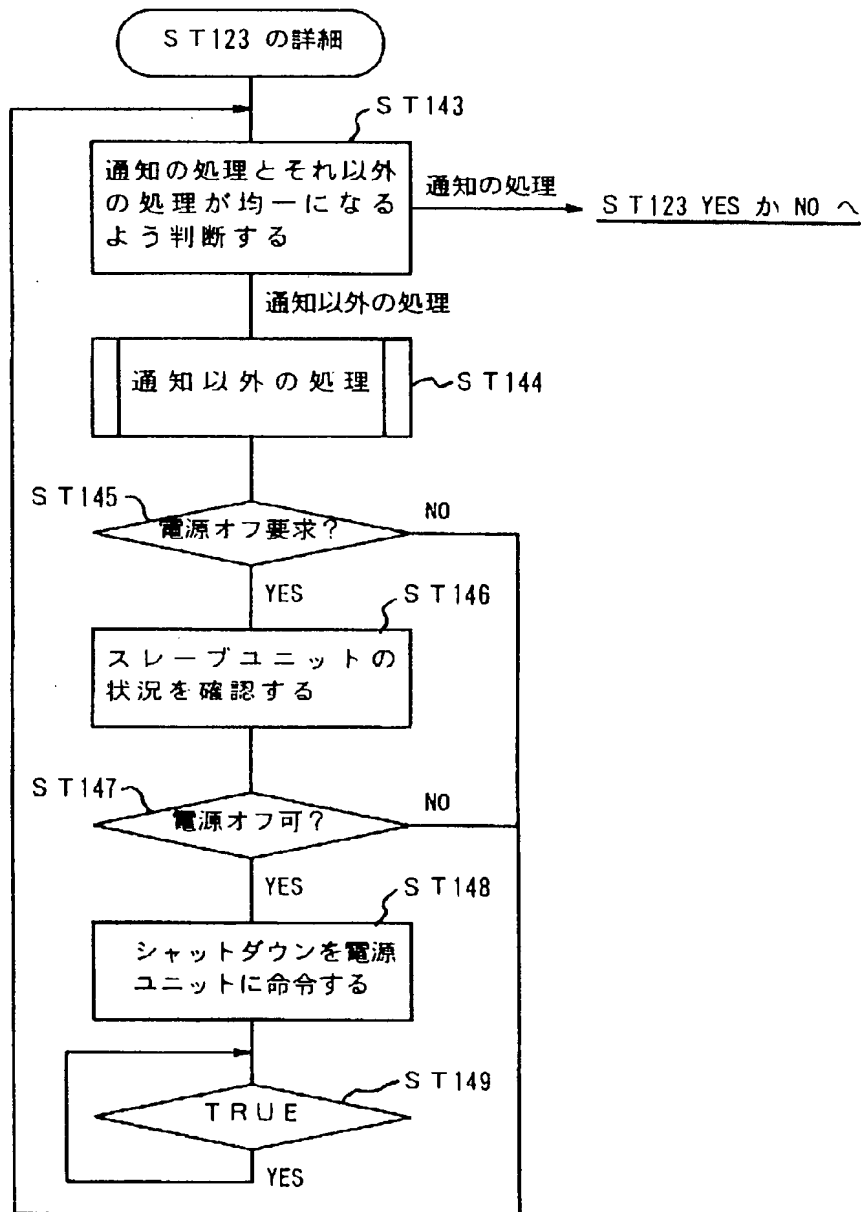 ST123 の詳細
ST143
通知の処理とそれ以外
の処理が均一になる
よう判断する
通知の処理
ST123 YES か NO へ
通知以外の処理
通知以外の処理
ST144
ST145
電源オフ要求?
NO
YES
ST146
スレーブユニットの
状況を確認する
ST147
電源オフ可?
NO
YES
ST148
シャットダウンを電源
ユニットに命令する
ST149
TRUE
YES